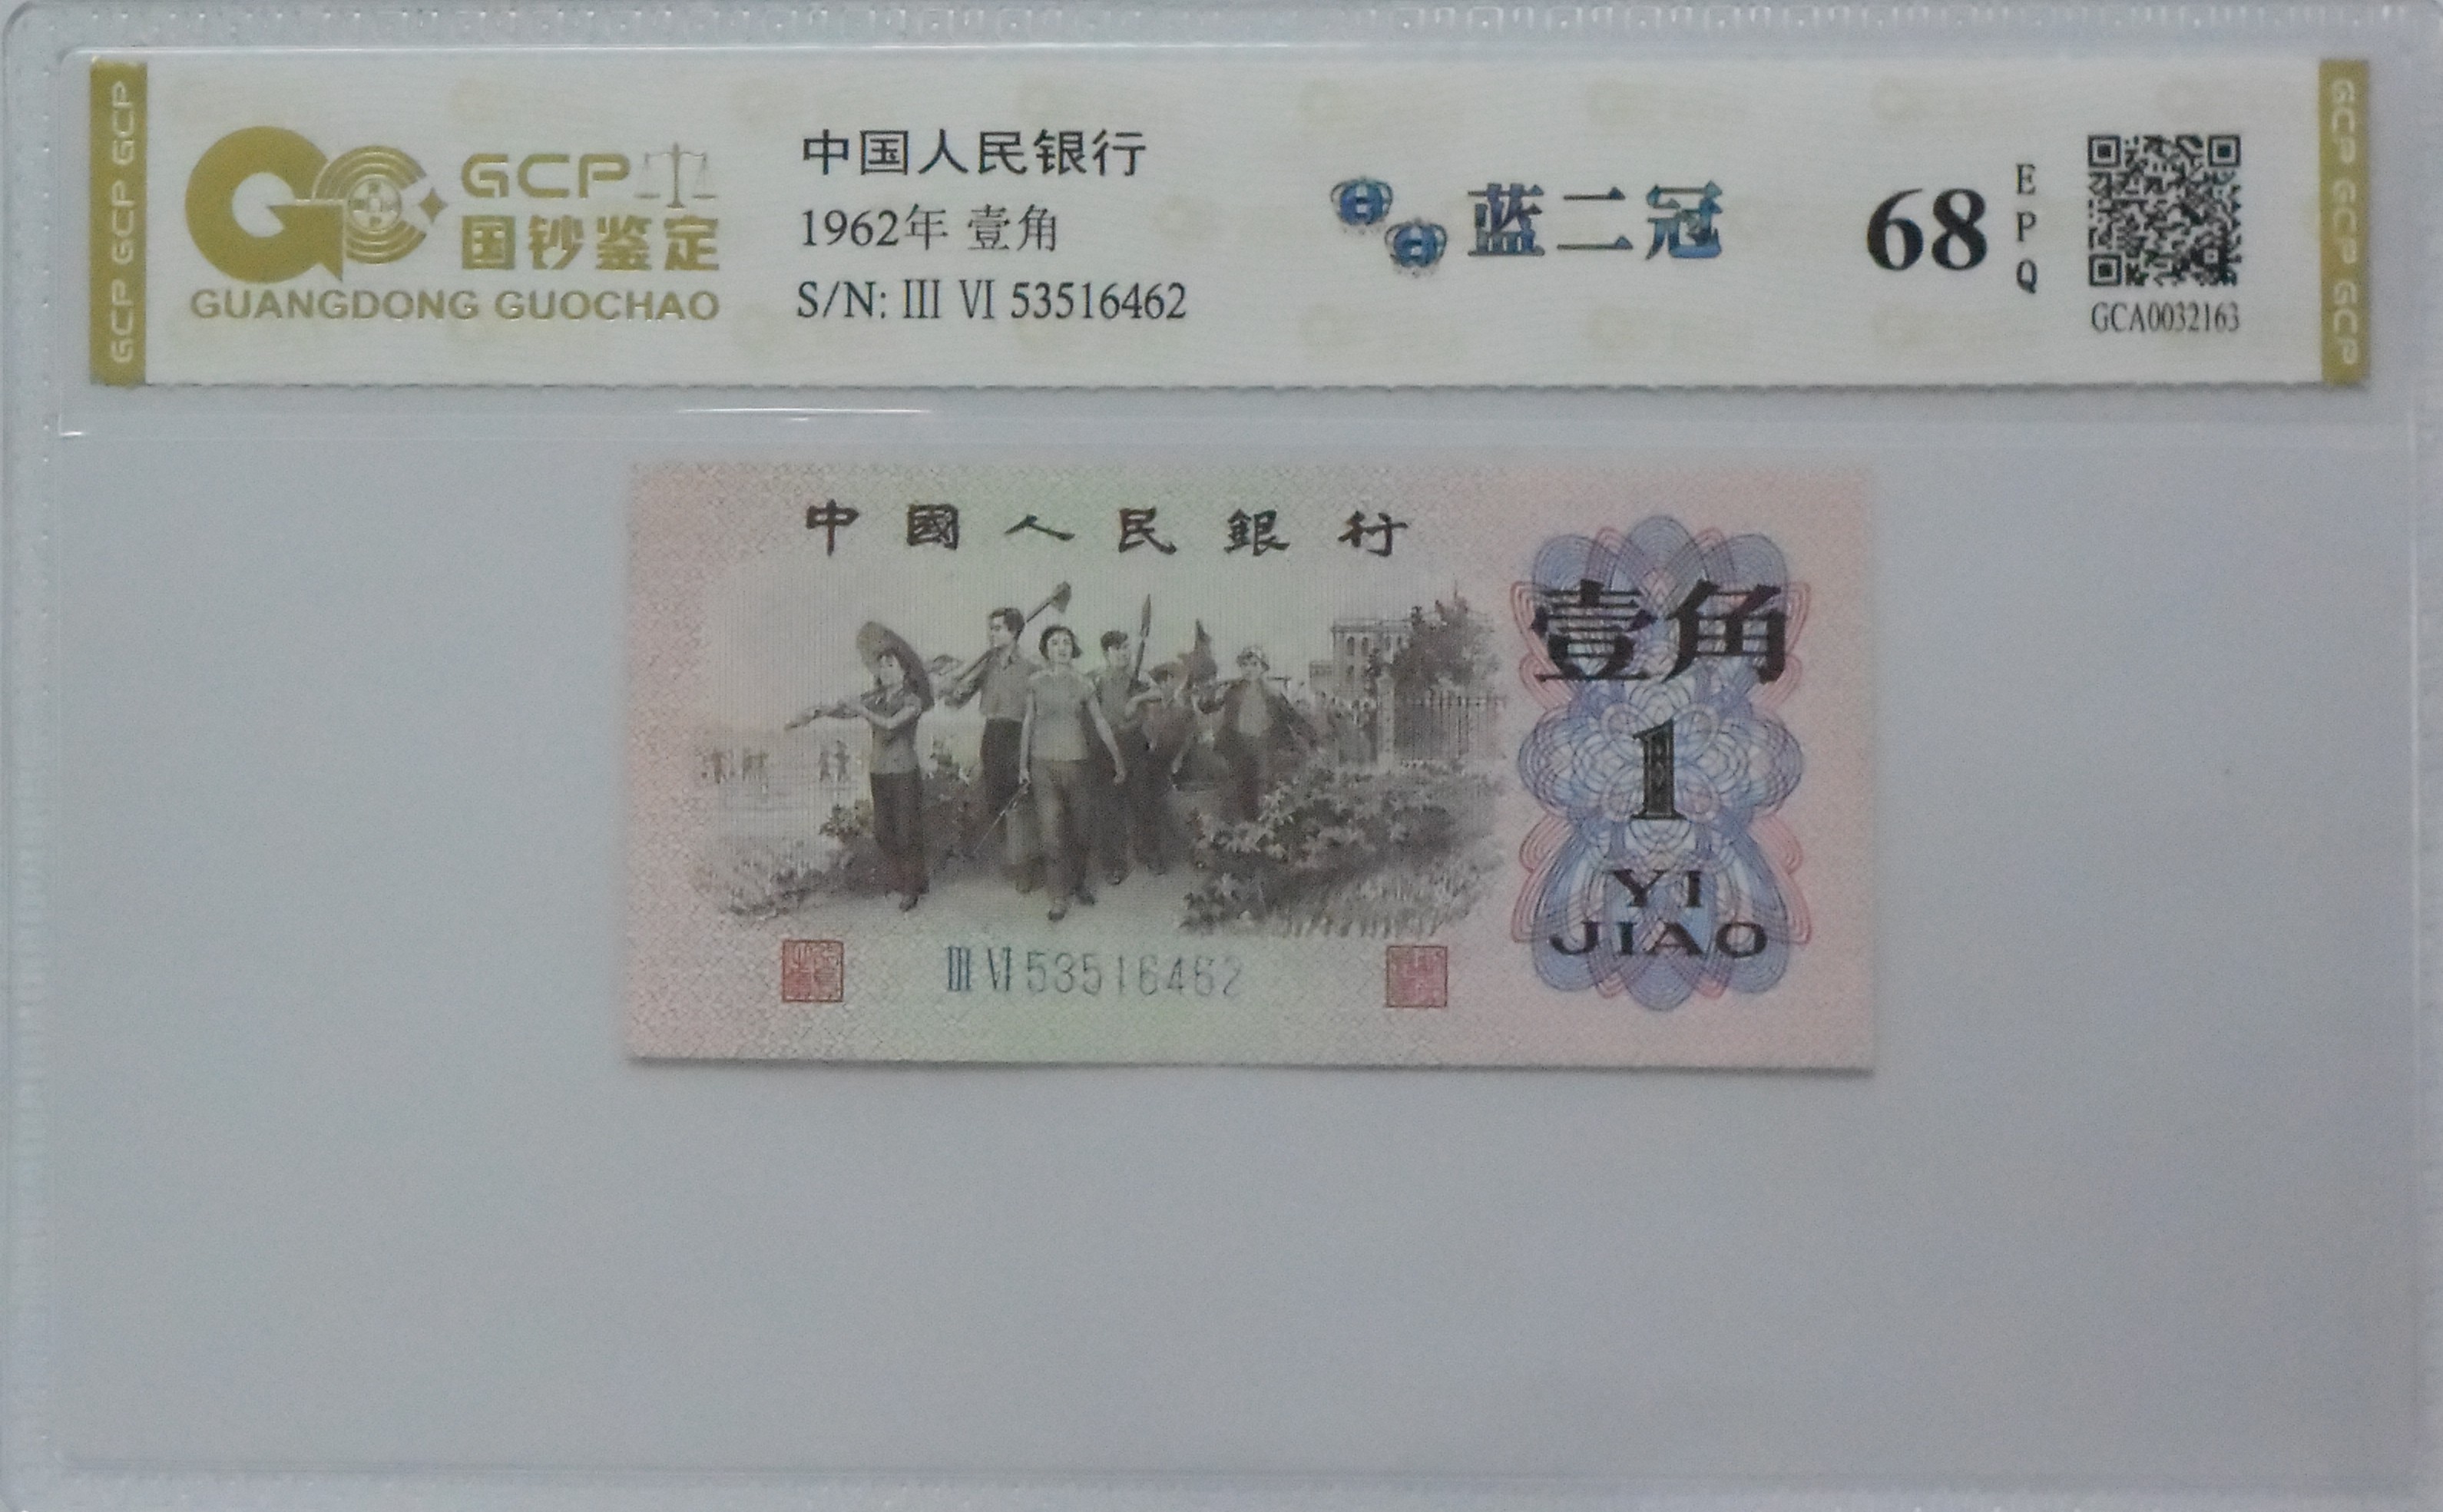 GCP GCP GCP
GCP
国钞鉴定
GUANGDONG GUOCHAO
中国人民银行
1962年 壹角
S/N: III VI 53516462
蓝二冠
68
E
P
Q
GCA0032163
GCP GCP GCP
中國人民銀行
壹角
1
YI
JIAO
III VI 53516462